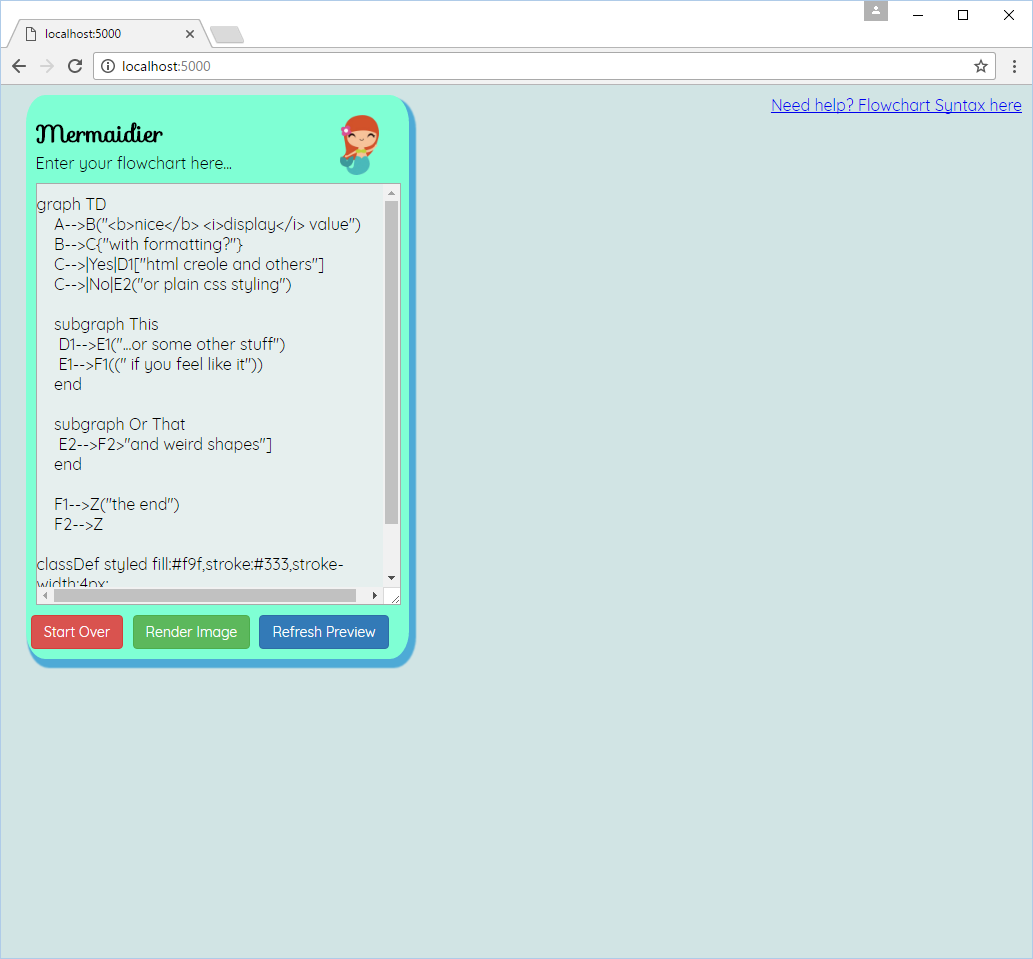 localhost:5000
localhost:5000
Need help? Flowchart Syntax here
Mermaidier
Enter your flowchart here...
graph TD
    A-->B("<b>nice</b> <i>display</i> value")
    B-->C{"with formatting?"}
    C-->|Yes|D1["html creole and others"]
    C-->|No|E2("or plain css styling")
    subgraph This
     D1-->E1("...or some other stuff")
     E1-->F1((" if you feel like it"))
    end
    subgraph Or That
     E2-->F2>"and weird shapes"]
    end
    F1-->Z("the end")
    F2-->Z
classDef styled fill:#f9f,stroke:#333,stroke-
width:4px;
Start Over
Render Image
Refresh Preview